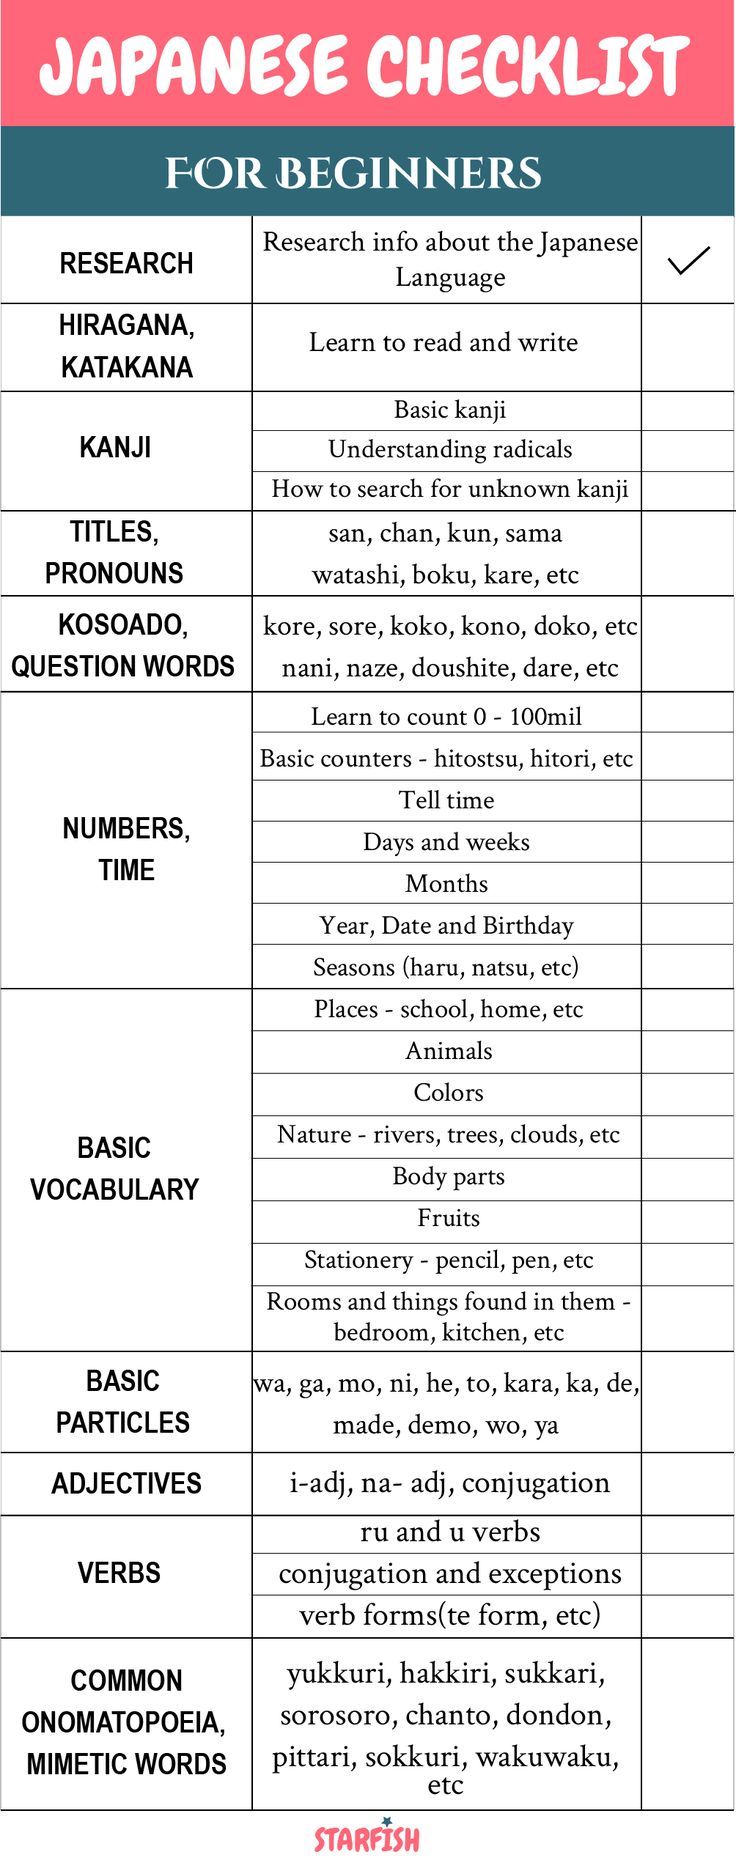 JAPANESE CHECKLIST
FOR BEGINNERS
RESEARCH
Research info about the Japanese
Language
HIRAGANA,
KATAKANA
Learn to read and write
KANJI
Basic kanji
Understanding radicals
How to search for unknown kanji
TITLES,
PRONOUNS
san, chan, kun, sama
watashi, boku, kare, etc
KOSOADO,
QUESTION WORDS
kore, sore, koko, kono, doko, etc
nani, naze, doushite, dare, etc
NUMBERS,
TIME
Learn to count 0 - 100mil
Basic counters - hitostsu, hitori, etc
Tell time
Days and weeks
Months
Year, Date and Birthday
Seasons (haru, natsu, etc)
BASIC
VOCABULARY
Places - school, home, etc
Animals
Colors
Nature - rivers, trees, clouds, etc
Body parts
Fruits
Stationery - pencil, pen, etc
Rooms and things found in them -
bedroom, kitchen, etc
BASIC
PARTICLES
wa, ga, mo, ni, he, to, kara, ka, de,
made, demo, wo, ya
ADJECTIVES
i-adj, na- adj, conjugation
VERBS
ru and u verbs
conjugation and exceptions
verb forms(te form, etc)
COMMON
ONOMATOPOEIA,
MIMETIC WORDS
yukkuri, hakkiri, sukkari,
sorosoro, chanto, dondon,
pittari, sokkuri, wakuwaku,
etc
STARFISH